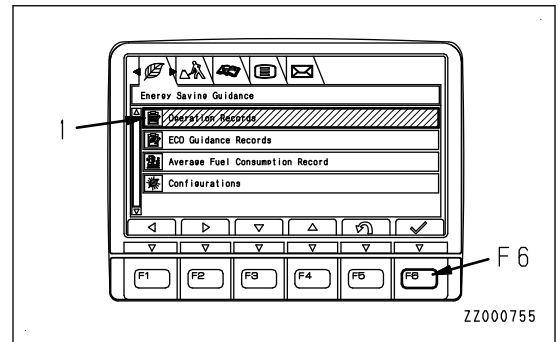 Energy Saving Guidance
1
Operation Records
ECO Guidance Records
Average Fuel Consumption Record
Configurations
F1 F2 F3 F4 F5 F6
F6
ZZ000755